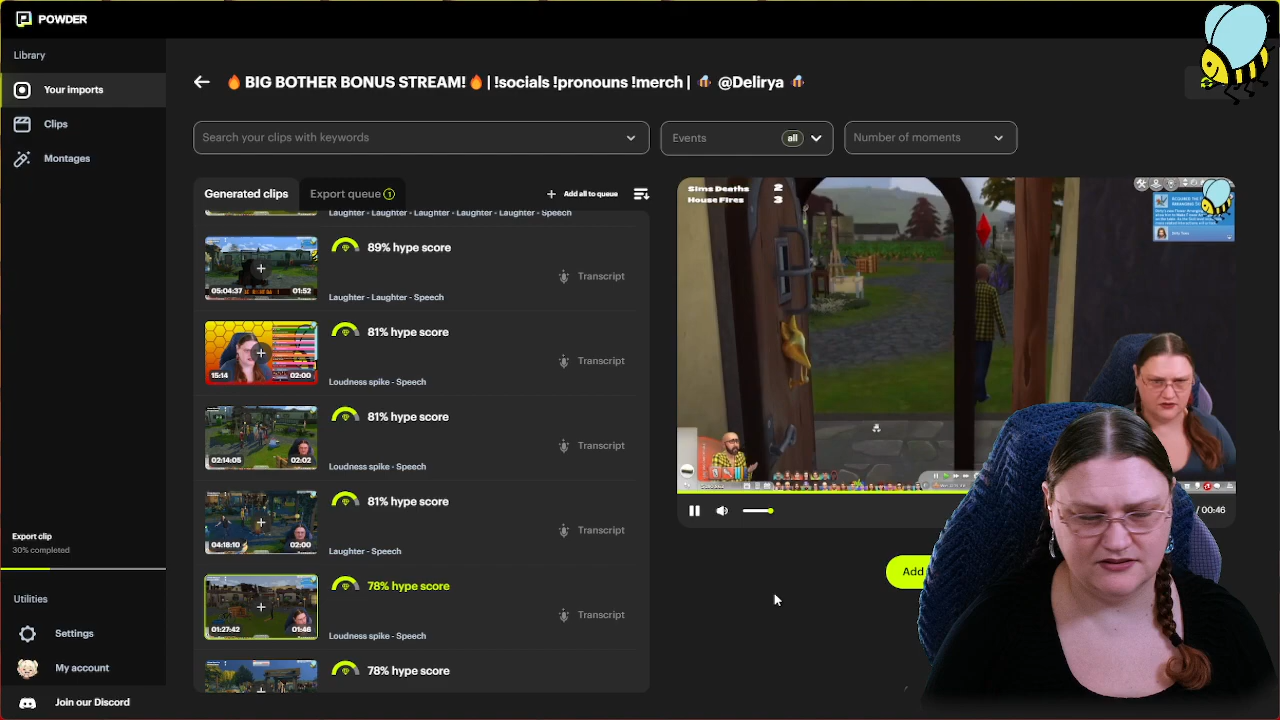 POWDER
Library
Your imports
Clips
Montages
Export clip
30% completed
Utilities
Settings
My account
Join our Discord
🔥 BIG BOTHER BONUS STREAM! 🔥 | !socials !pronouns !merch | 🐝 @Delirya 🐝
Search your clips with keywords
Events all
Number of moments
Generated clips
Export queue 1
+ Add all to queue
Laughter - Laughter - Laughter - Laughter - Speech
89% hype score
05:04:37 01:52
Transcript
Laughter - Laughter - Speech
81% hype score
15:14 02:00
Transcript
Loudness spike - Speech
81% hype score
02:14:05 02:02
Transcript
Loudness spike - Speech
81% hype score
04:18:10 02:00
Transcript
Laughter - Speech
78% hype score
01:27:42 01:46
Transcript
Loudness spike - Speech
78% hype score
Sims Deaths 2
House Fires 3
/ 00:46
Add